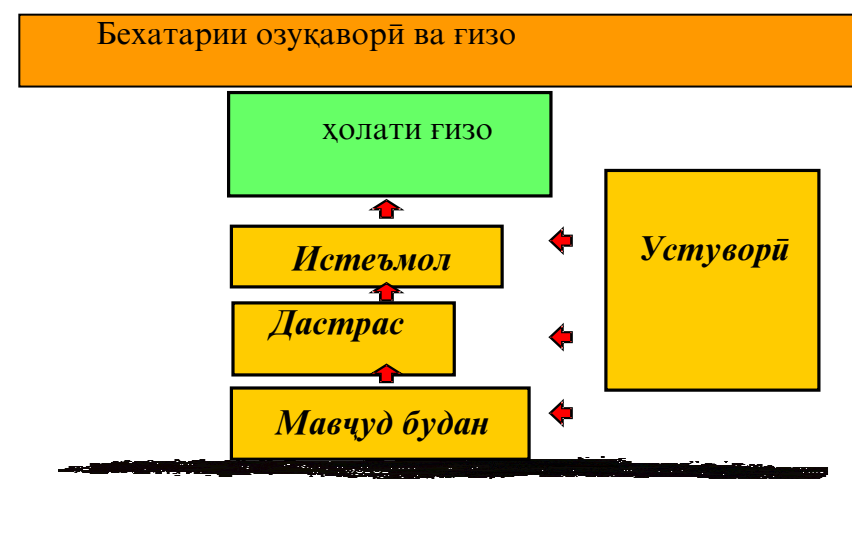 Бехатарии озуқаворӣ ва ғизо
ҳолати ғизо
Устуворӣ
Истеъмол
Дастрас
Мавҷуд будан